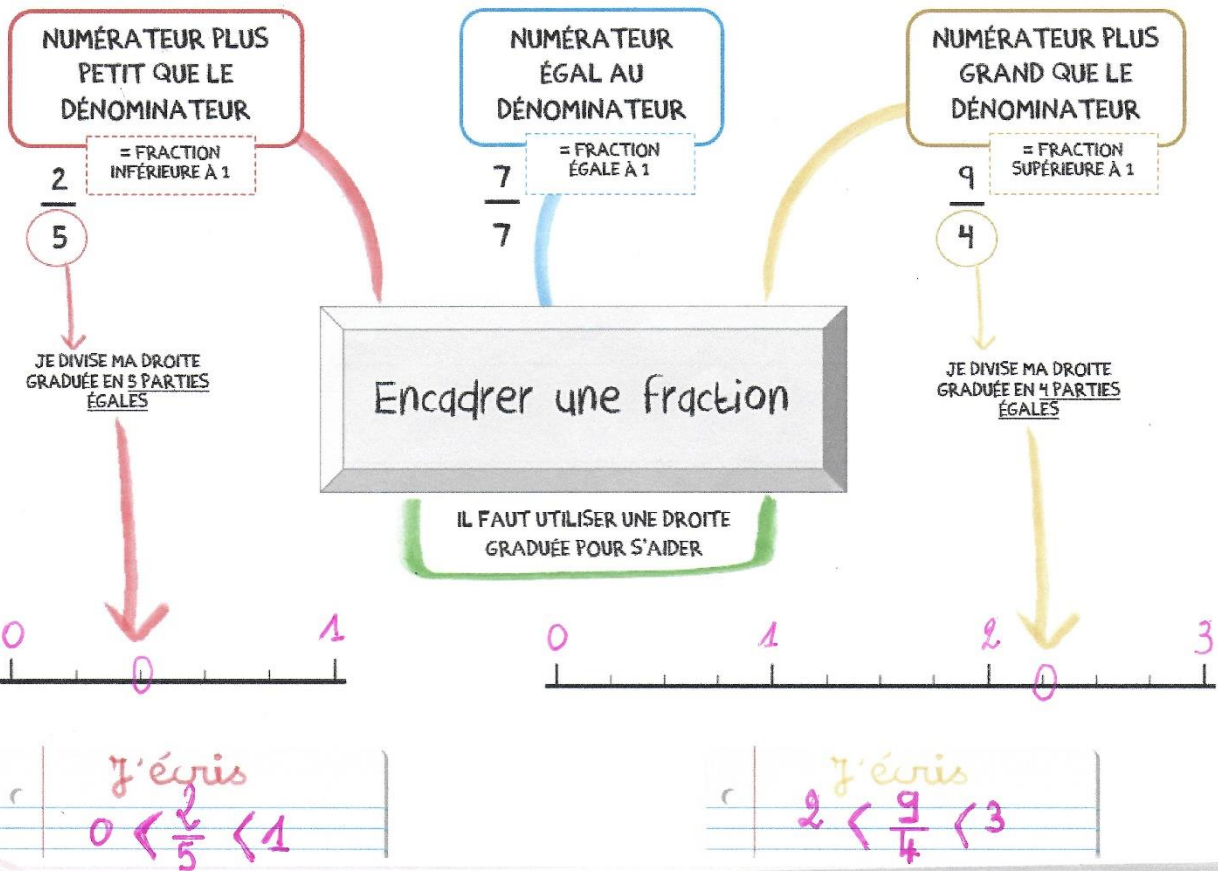 NUMÉRATEUR PLUS
PETIT QUE LE
DÉNOMINATEUR
= FRACTION
INFÉRIEURE À 1
2
5
JE DIVISE MA DROITE
GRADUÉE EN 5 PARTIES
ÉGALES
NUMÉRATEUR
ÉGAL AU
DÉNOMINATEUR
= FRACTION
ÉGALE À 1
7
7
NUMÉRATEUR PLUS
GRAND QUE LE
DÉNOMINATEUR
= FRACTION
SUPÉRIEURE À 1
9
4
JE DIVISE MA DROITE
GRADUÉE EN 4 PARTIES
ÉGALES
Encadrer une fraction
IL FAUT UTILISER UNE DROITE
GRADUÉE POUR S'AIDER
0 1
0 1 2 3
J'écris
0 < 2/5 < 1
J'écris
2 < 9/4 < 3